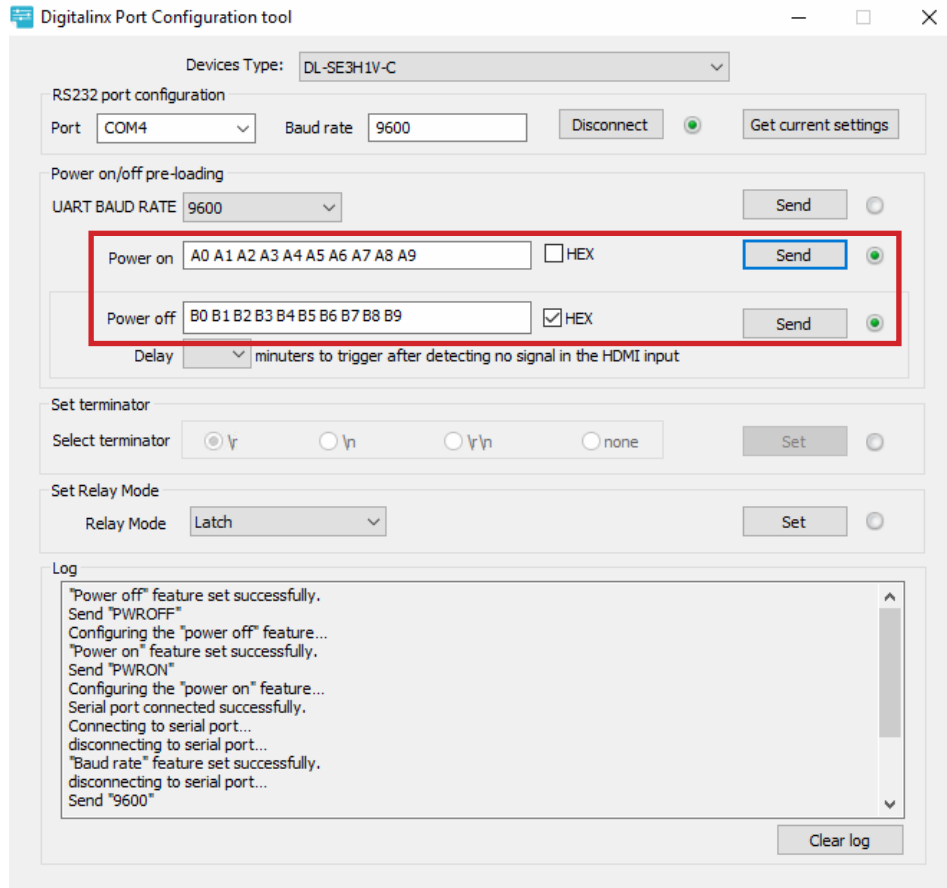 Digitalinx Port Configuration tool
Devices Type: DL-SE3H1V-C
RS232 port configuration
Port COM4 Baud rate 9600 Disconnect Get current settings
Power on/off pre-loading
UART BAUD RATE 9600 Send
Power on A0 A1 A2 A3 A4 A5 A6 A7 A8 A9 HEX Send
Power off B0 B1 B2 B3 B4 B5 B6 B7 B8 B9 HEX Send
Delay minuters to trigger after detecting no signal in the HDMI input
Set terminator
Select terminator \r \n \r\n none Set
Set Relay Mode
Relay Mode Latch Set
Log
"Power off" feature set successfully.
Send "PWROFF"
Configuring the "power off" feature...
"Power on" feature set successfully.
Send "PWRON"
Configuring the "power on" feature...
Serial port connected successfully.
Connecting to serial port...
disconnecting to serial port...
"Baud rate" feature set successfully.
disconnecting to serial port...
Send "9600"
Clear log